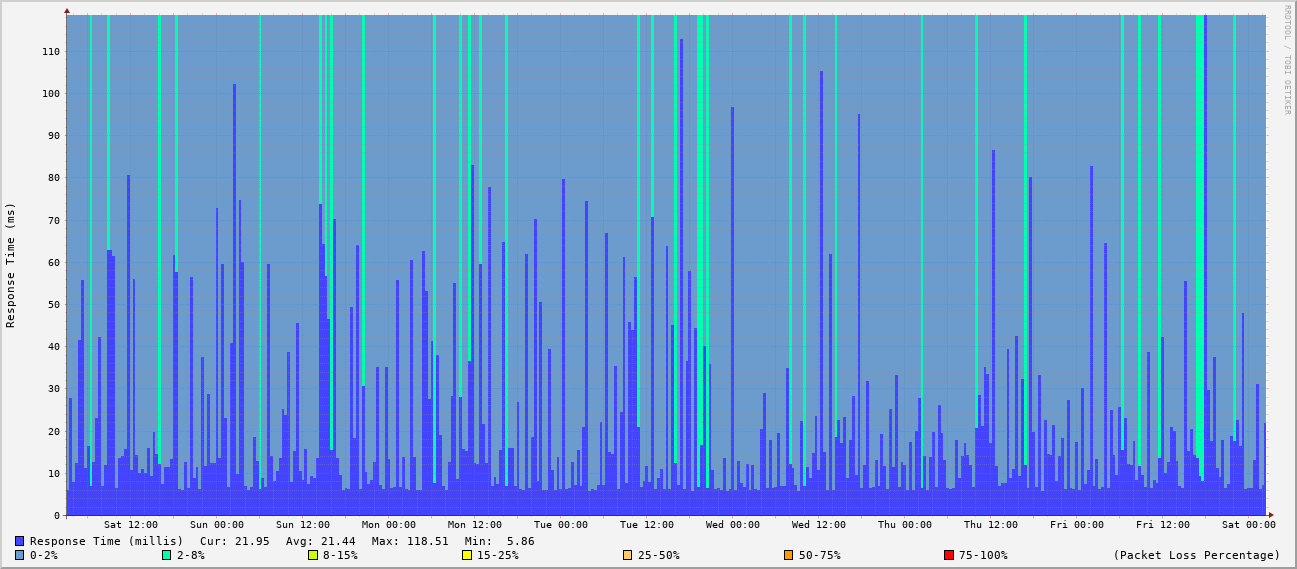 RRDTOOL / TOBI OETIKER
Response Time (ms)
110
100
90
80
70
60
50
40
30
20
10
0
Sat 12:00 Sun 00:00 Sun 12:00 Mon 00:00 Mon 12:00 Tue 00:00 Tue 12:00 Wed 00:00 Wed 12:00 Thu 00:00 Thu 12:00 Fri 00:00 Fri 12:00 Sat 00:00
Response Time (millis) Cur: 21.95 Avg: 21.44 Max: 118.51 Min: 5.86
0-2% 2-8% 8-15% 15-25% 25-50% 50-75% 75-100% (Packet Loss Percentage)